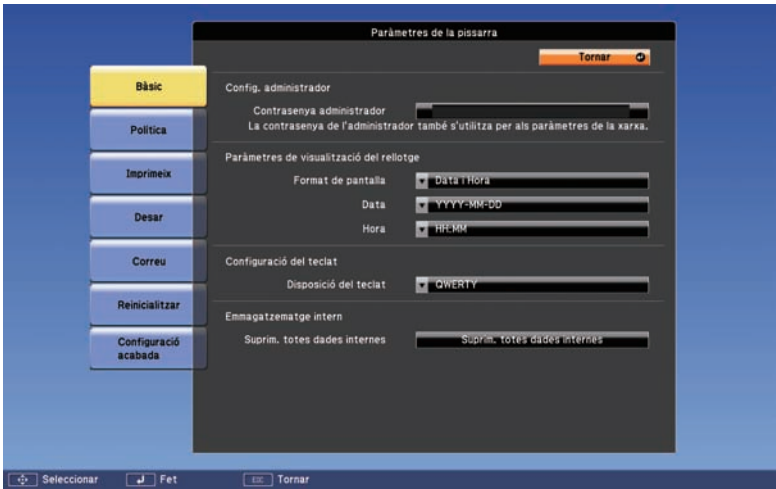 Paràmetres de la pissarra
Tornar
Bàsic
Política
Imprimeix
Desar
Correu
Reinicialitzar
Configuració
acabada
Config. administrador
Contrasenya administrador
La contrasenya de l'administrador també s'utilitza per als paràmetres de la xarxa.
Paràmetres de visualització del rellotge
Format de pantalla Data i Hora
Data YYYY-MM-DD
Hora HH:MM
Configuració del teclat
Disposició del teclat QWERTY
Emmagatzematge intern
Suprim. totes dades internes Suprim. totes dades internes
Seleccionar Fet ESC Tornar